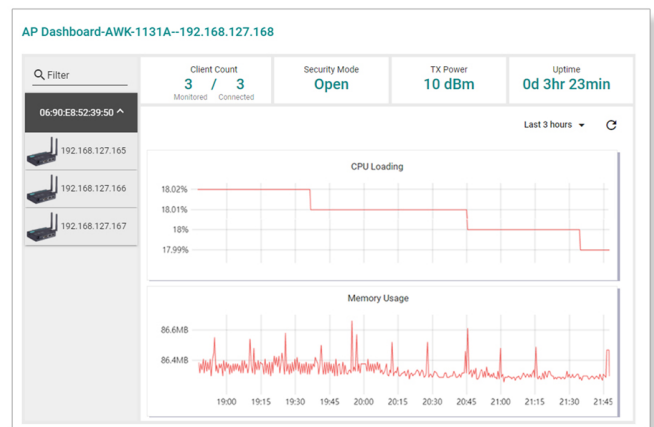 AP Dashboard-AWK-1131A--192.168.127.168
Filter
Client Count
3 / 3
Monitored Connected
Security Mode
Open
TX Power
10 dBm
Uptime
0d 3hr 23min
06:90:E8:52:39:50
192.168.127.165
192.168.127.166
192.168.127.167
Last 3 hours
CPU Loading
18.02%
18.01%
18%
17.99%
Memory Usage
86.6MB
86.4MB
19:00 19:15 19:30 19:45 20:00 20:15 20:30 20:45 21:00 21:15 21:30 21:45